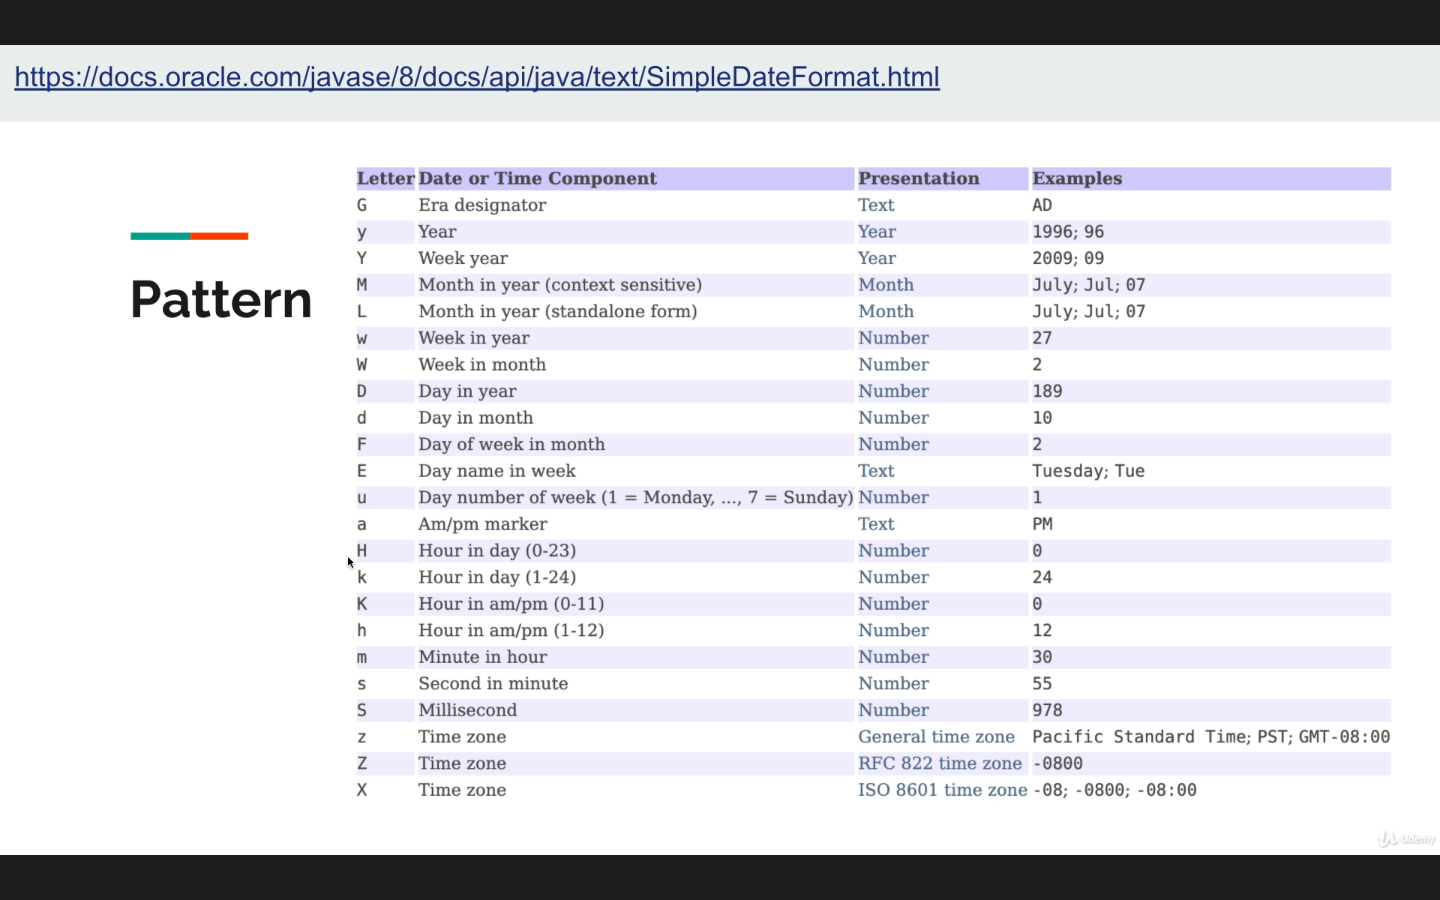 https://docs.oracle.com/javase/8/docs/api/java/text/SimpleDateFormat.html
Pattern
Letter Date or Time Component Presentation Examples
G Era designator Text AD
y Year Year 1996; 96
Y Week year Year 2009; 09
M Month in year (context sensitive) Month July; Jul; 07
L Month in year (standalone form) Month July; Jul; 07
w Week in year Number 27
W Week in month Number 2
D Day in year Number 189
d Day in month Number 10
F Day of week in month Number 2
E Day name in week Text Tuesday; Tue
u Day number of week (1 = Monday, ..., 7 = Sunday) Number 1
a Am/pm marker Text PM
H Hour in day (0-23) Number 0
k Hour in day (1-24) Number 24
K Hour in am/pm (0-11) Number 0
h Hour in am/pm (1-12) Number 12
m Minute in hour Number 30
s Second in minute Number 55
S Millisecond Number 978
z Time zone General time zone Pacific Standard Time; PST; GMT-08:00
Z Time zone RFC 822 time zone -0800
X Time zone ISO 8601 time zone -08; -0800; -08:00
Udemy